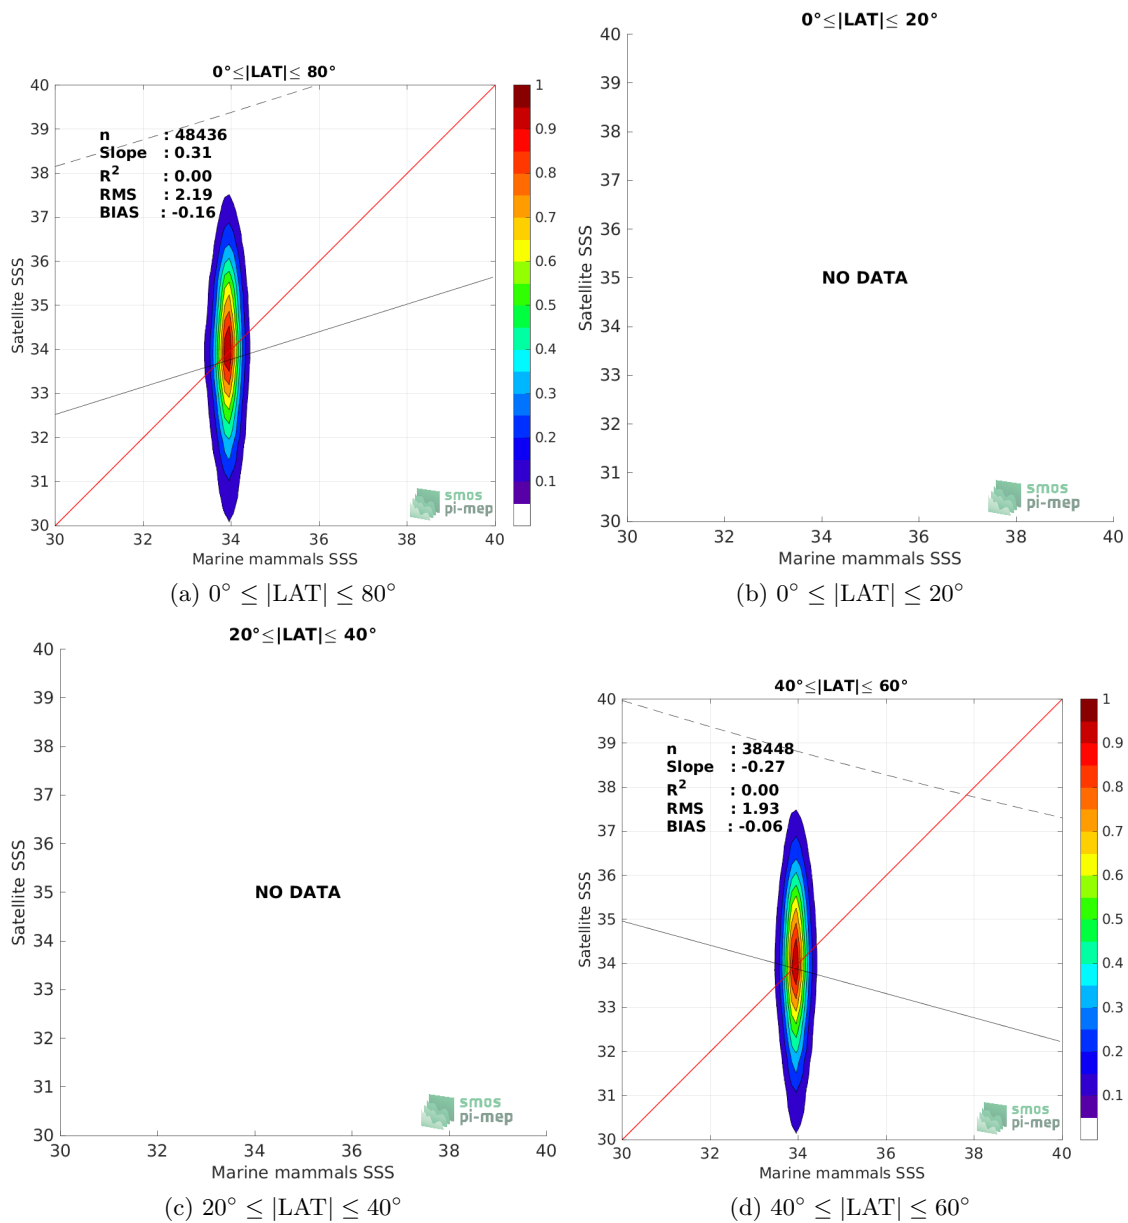 0°≤|LAT|≤ 80°
40
39
38
37
36
35
34
33
32
31
30
Satellite SSS
n : 48436
Slope : 0.31
R2 : 0.00
RMS : 2.19
BIAS : -0.16
smos
pi-mep
30 32 34 36 38 40
Marine mammals SSS
1
0.9
0.8
0.7
0.6
0.5
0.4
0.3
0.2
0.1
(a) 0° ≤ |LAT| ≤ 80°
0°≤|LAT|≤ 20°
40
39
38
37
36
35
34
33
32
31
30
Satellite SSS
NO DATA
smos
pi-mep
30 32 34 36 38 40
Marine mammals SSS
(b) 0° ≤ |LAT| ≤ 20°
20°≤|LAT|≤ 40°
40
39
38
37
36
35
34
33
32
31
30
Satellite SSS
NO DATA
smos
pi-mep
30 32 34 36 38 40
Marine mammals SSS
(c) 20° ≤ |LAT| ≤ 40°
40°≤|LAT|≤ 60°
40
39
38
37
36
35
34
33
32
31
30
Satellite SSS
n : 38448
Slope : -0.27
R2 : 0.00
RMS : 1.93
BIAS : -0.06
smos
pi-mep
30 32 34 36 38 40
Marine mammals SSS
1
0.9
0.8
0.7
0.6
0.5
0.4
0.3
0.2
0.1
(d) 40° ≤ |LAT| ≤ 60°